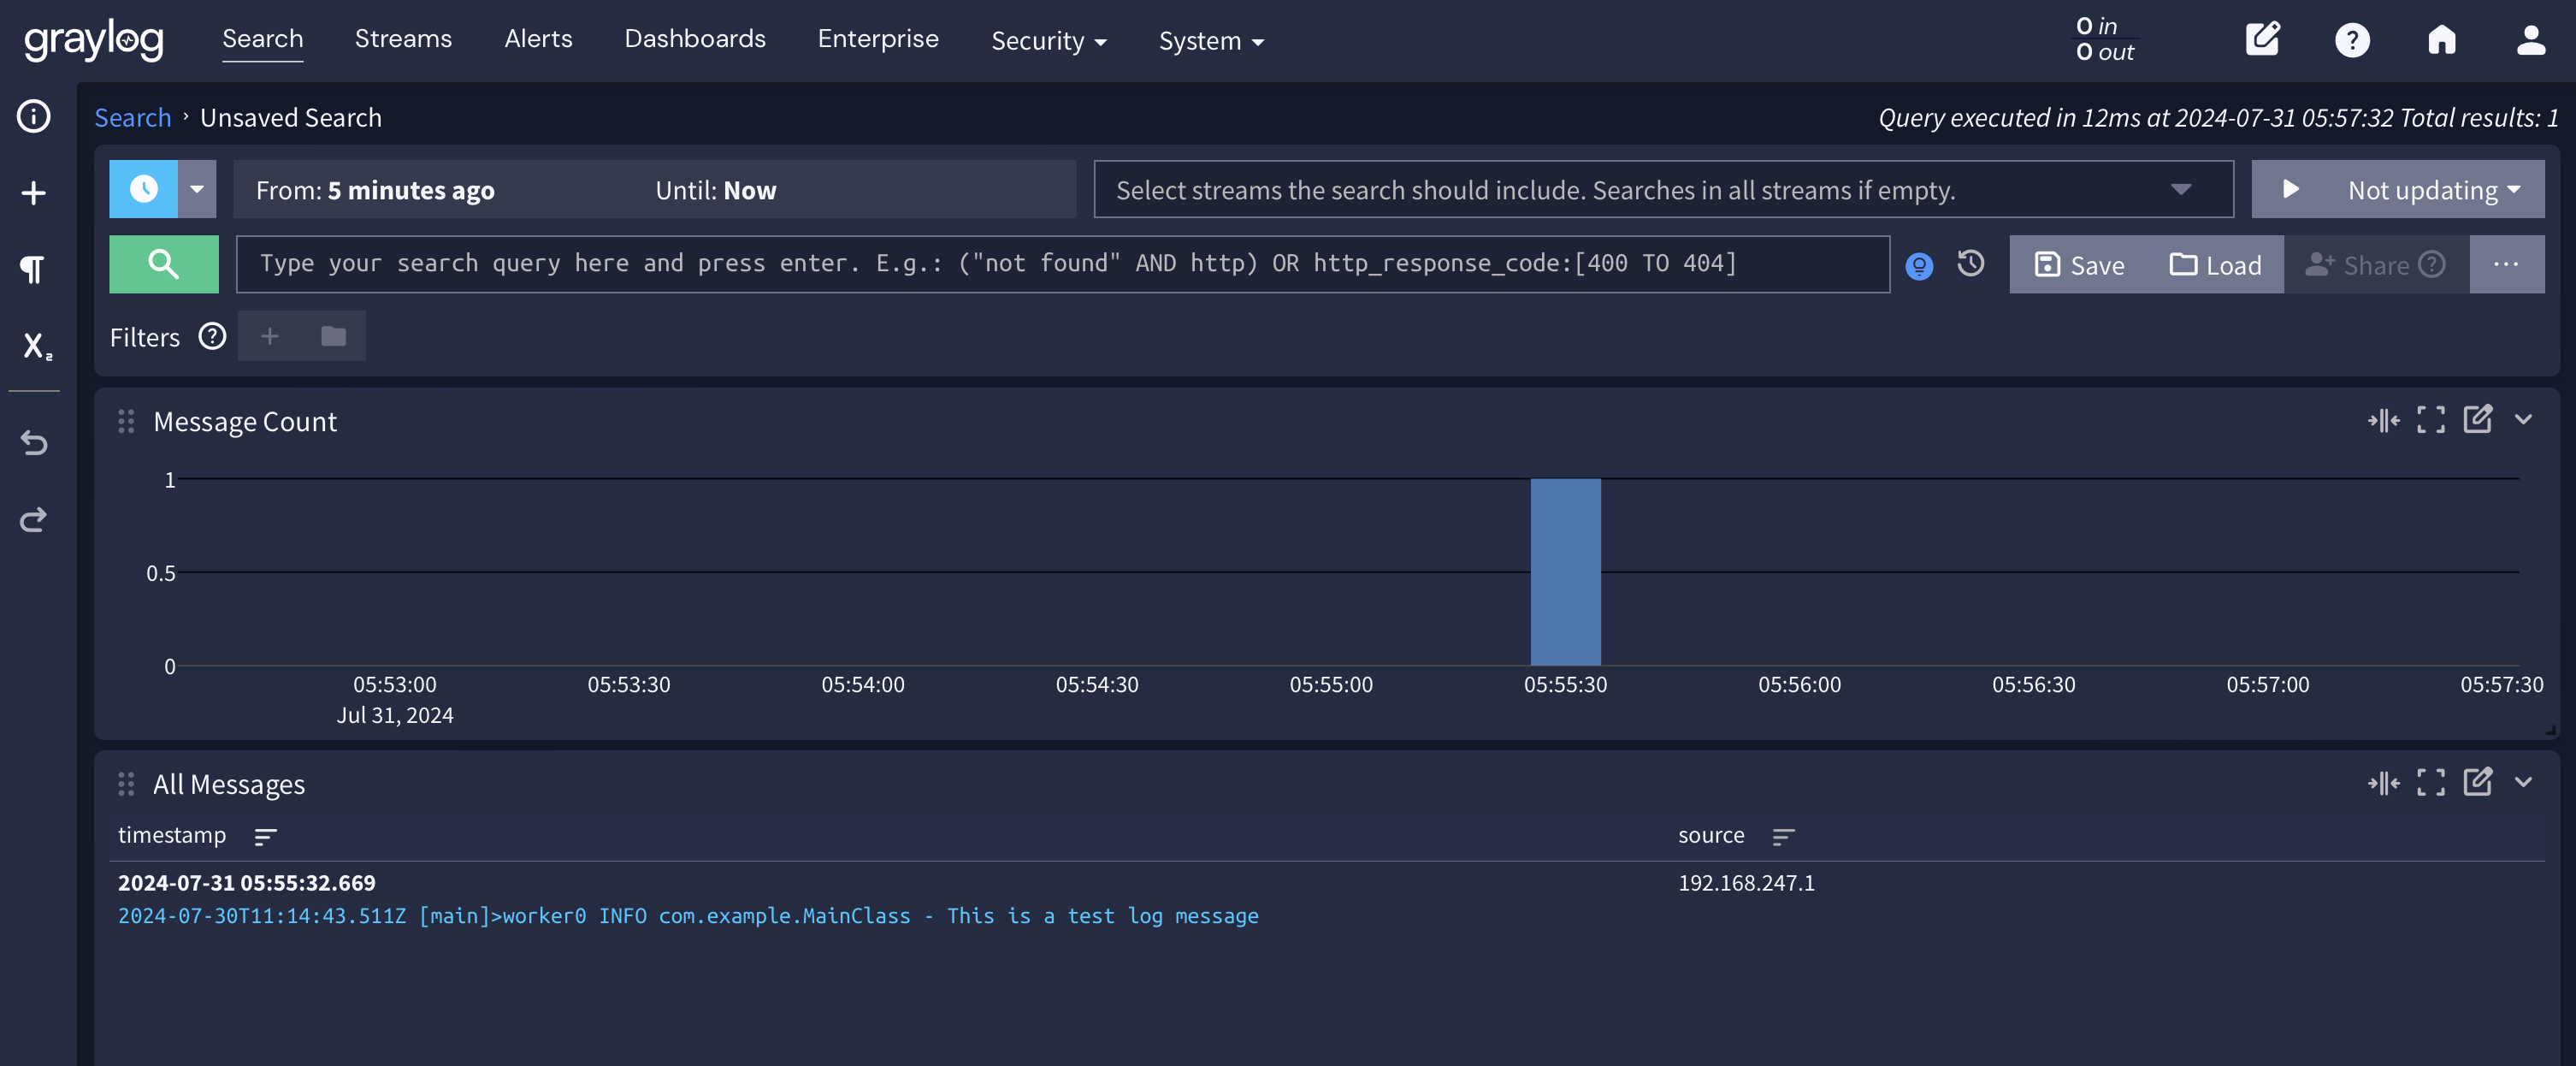 graylog Search Streams Alerts Dashboards Enterprise Security System 0 in
0 out
Search › Unsaved Search Query executed in 12ms at 2024-07-31 05:57:32 Total results: 1
From: 5 minutes ago Until: Now Select streams the search should include. Searches in all streams if empty. Not updating
Type your search query here and press enter. E.g.: ("not found" AND http) OR http_response_code:[400 TO 404] Save Load Share
Filters
Message Count
1
0.5
0
05:53:00 05:53:30 05:54:00 05:54:30 05:55:00 05:55:30 05:56:00 05:56:30 05:57:00 05:57:30
Jul 31, 2024
All Messages
timestamp source
2024-07-31 05:55:32.669 192.168.247.1
2024-07-30T11:14:43.511Z [main]>worker0 INFO com.example.MainClass - This is a test log message